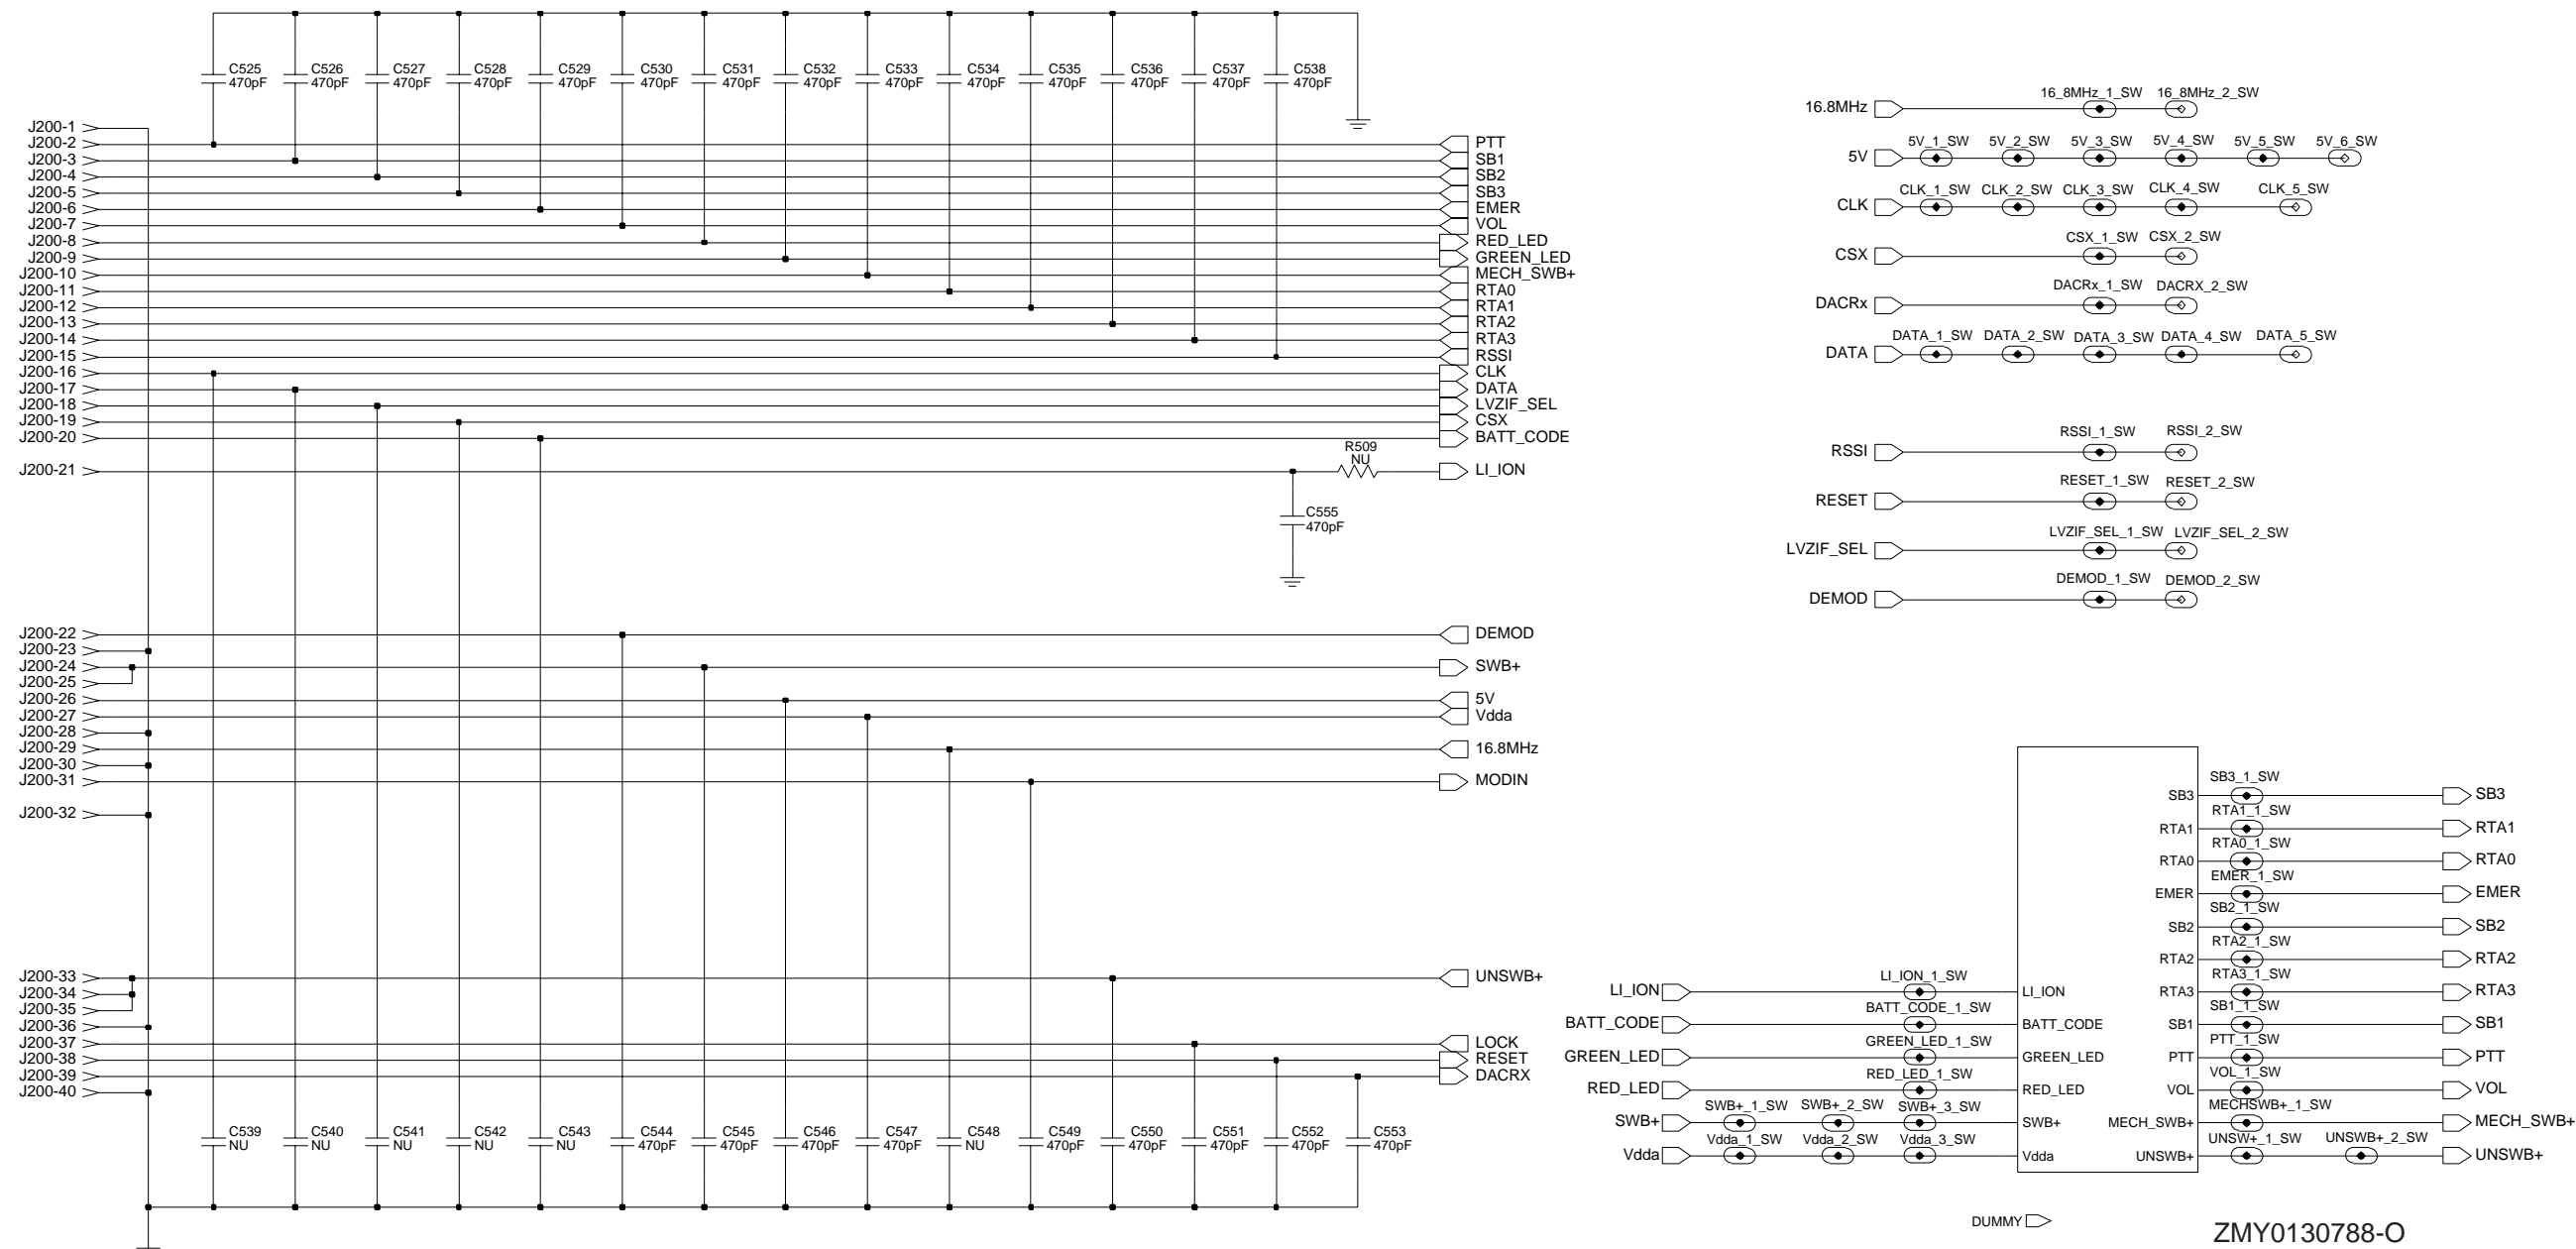 C525 C526 C527 C528 C529 C530 C531 C532 C533 C534 C535 C536 C537 C538
470pF 470pF 470pF 470pF 470pF 470pF 470pF 470pF 470pF 470pF 470pF 470pF 470pF 470pF
J200-1
J200-2 PTT
J200-3 SB1
J200-4 SB2
J200-5 SB3
J200-6 EMER
J200-7 VOL
J200-8 RED_LED
J200-9 GREEN_LED
J200-10 MECH_SWB+
J200-11 RTA0
J200-12 RTA1
J200-13 RTA2
J200-14 RTA3
J200-15 RSSI
J200-16 CLK
J200-17 DATA
J200-18 LVZIF_SEL
J200-19 CSX
J200-20 BATT_CODE
R509
NU
J200-21 LI_ION
C555
470pF
J200-22 DEMOD
J200-23
J200-24 SWB+
J200-25
J200-26 5V
J200-27 Vdda
J200-28
J200-29 16.8MHz
J200-30
J200-31 MODIN
J200-32
J200-33 UNSWB+
J200-34
J200-35
J200-36
J200-37 LOCK
J200-38 RESET
J200-39 DACRX
J200-40
C539 C540 C541 C542 C543 C544 C545 C546 C547 C548 C549 C550 C551 C552 C553
NU NU NU NU NU 470pF 470pF 470pF 470pF NU 470pF 470pF 470pF 470pF 470pF
16_8MHz_1_SW 16_8MHz_2_SW
16.8MHz
5V_1_SW 5V_2_SW 5V_3_SW 5V_4_SW 5V_5_SW 5V_6_SW
5V
CLK_1_SW CLK_2_SW CLK_3_SW CLK_4_SW CLK_5_SW
CLK
CSX_1_SW CSX_2_SW
CSX
DACRx_1_SW DACRX_2_SW
DACRx
DATA_1_SW DATA_2_SW DATA_3_SW DATA_4_SW DATA_5_SW
DATA
RSSI_1_SW RSSI_2_SW
RSSI
RESET_1_SW RESET_2_SW
RESET
LVZIF_SEL_1_SW LVZIF_SEL_2_SW
LVZIF_SEL
DEMOD_1_SW DEMOD_2_SW
DEMOD
SB3_1_SW
SB3 SB3
RTA1_1_SW
RTA1 RTA1
RTA0_1_SW
RTA0 RTA0
EMER_1_SW
EMER EMER
SB2_1_SW
SB2 SB2
RTA2_1_SW
RTA2 RTA2
LI_ION_1_SW RTA3_1_SW
LI_ION LI_ION RTA3 RTA3
BATT_CODE_1_SW SB1_1_SW
BATT_CODE BATT_CODE SB1 SB1
GREEN_LED_1_SW PTT_1_SW
GREEN_LED GREEN_LED PTT PTT
RED_LED_1_SW VOL_1_SW
RED_LED RED_LED VOL VOL
SWB+_1_SW SWB+_2_SW SWB+_3_SW MECHSWB+_1_SW
SWB+ SWB+ MECH_SWB+ MECH_SWB+
Vdda_1_SW Vdda_2_SW Vdda_3_SW UNSW+_1_SW UNSWB+_2_SW
Vdda Vdda UNSWB+ UNSWB+
DUMMY
ZMY0130788-O